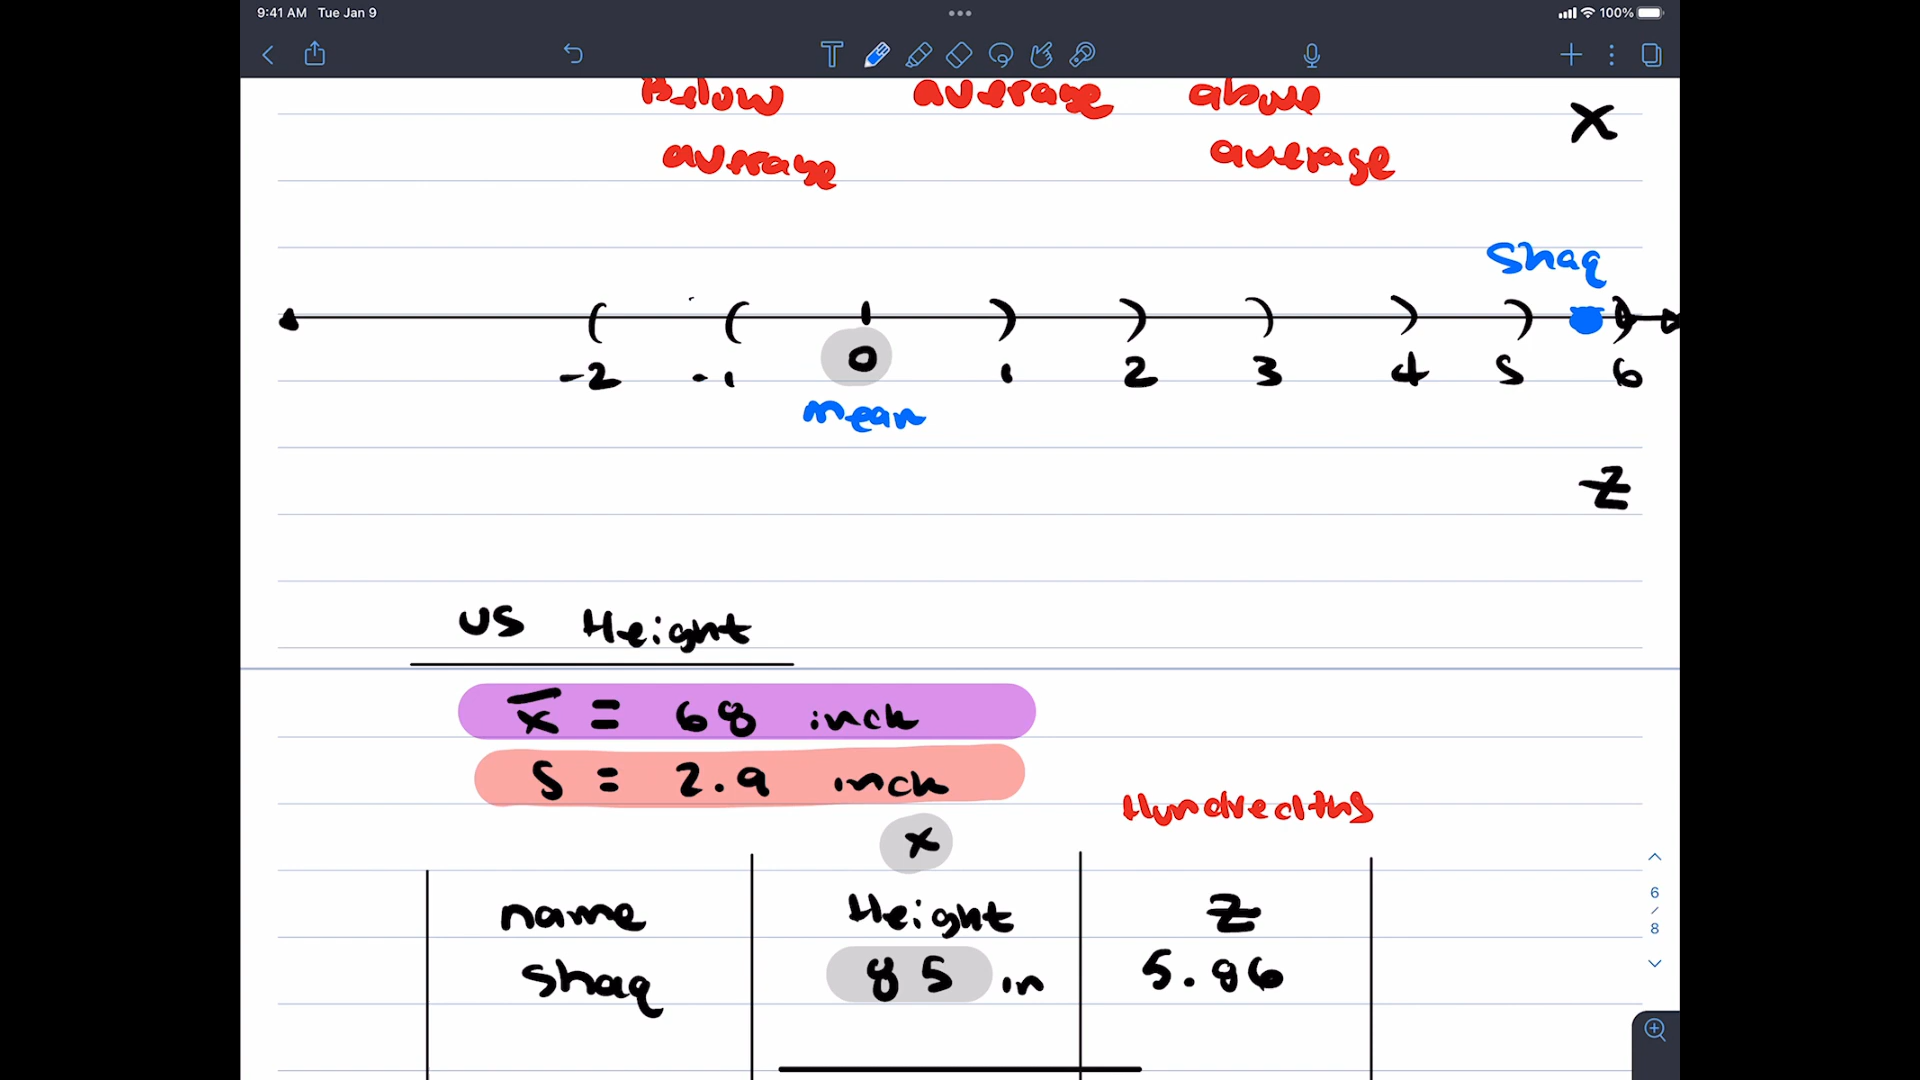 9:41 AM Tue Jan 9
100%
Below average above
average average
x
Shaq
-2 -1 0 1 2 3 4 5 6
mean
z
US Height
x̄ = 68 inch
S = 2.9 inch
Hundredths
x
name Height z
Shaq 85 in 5.86
6
/
8